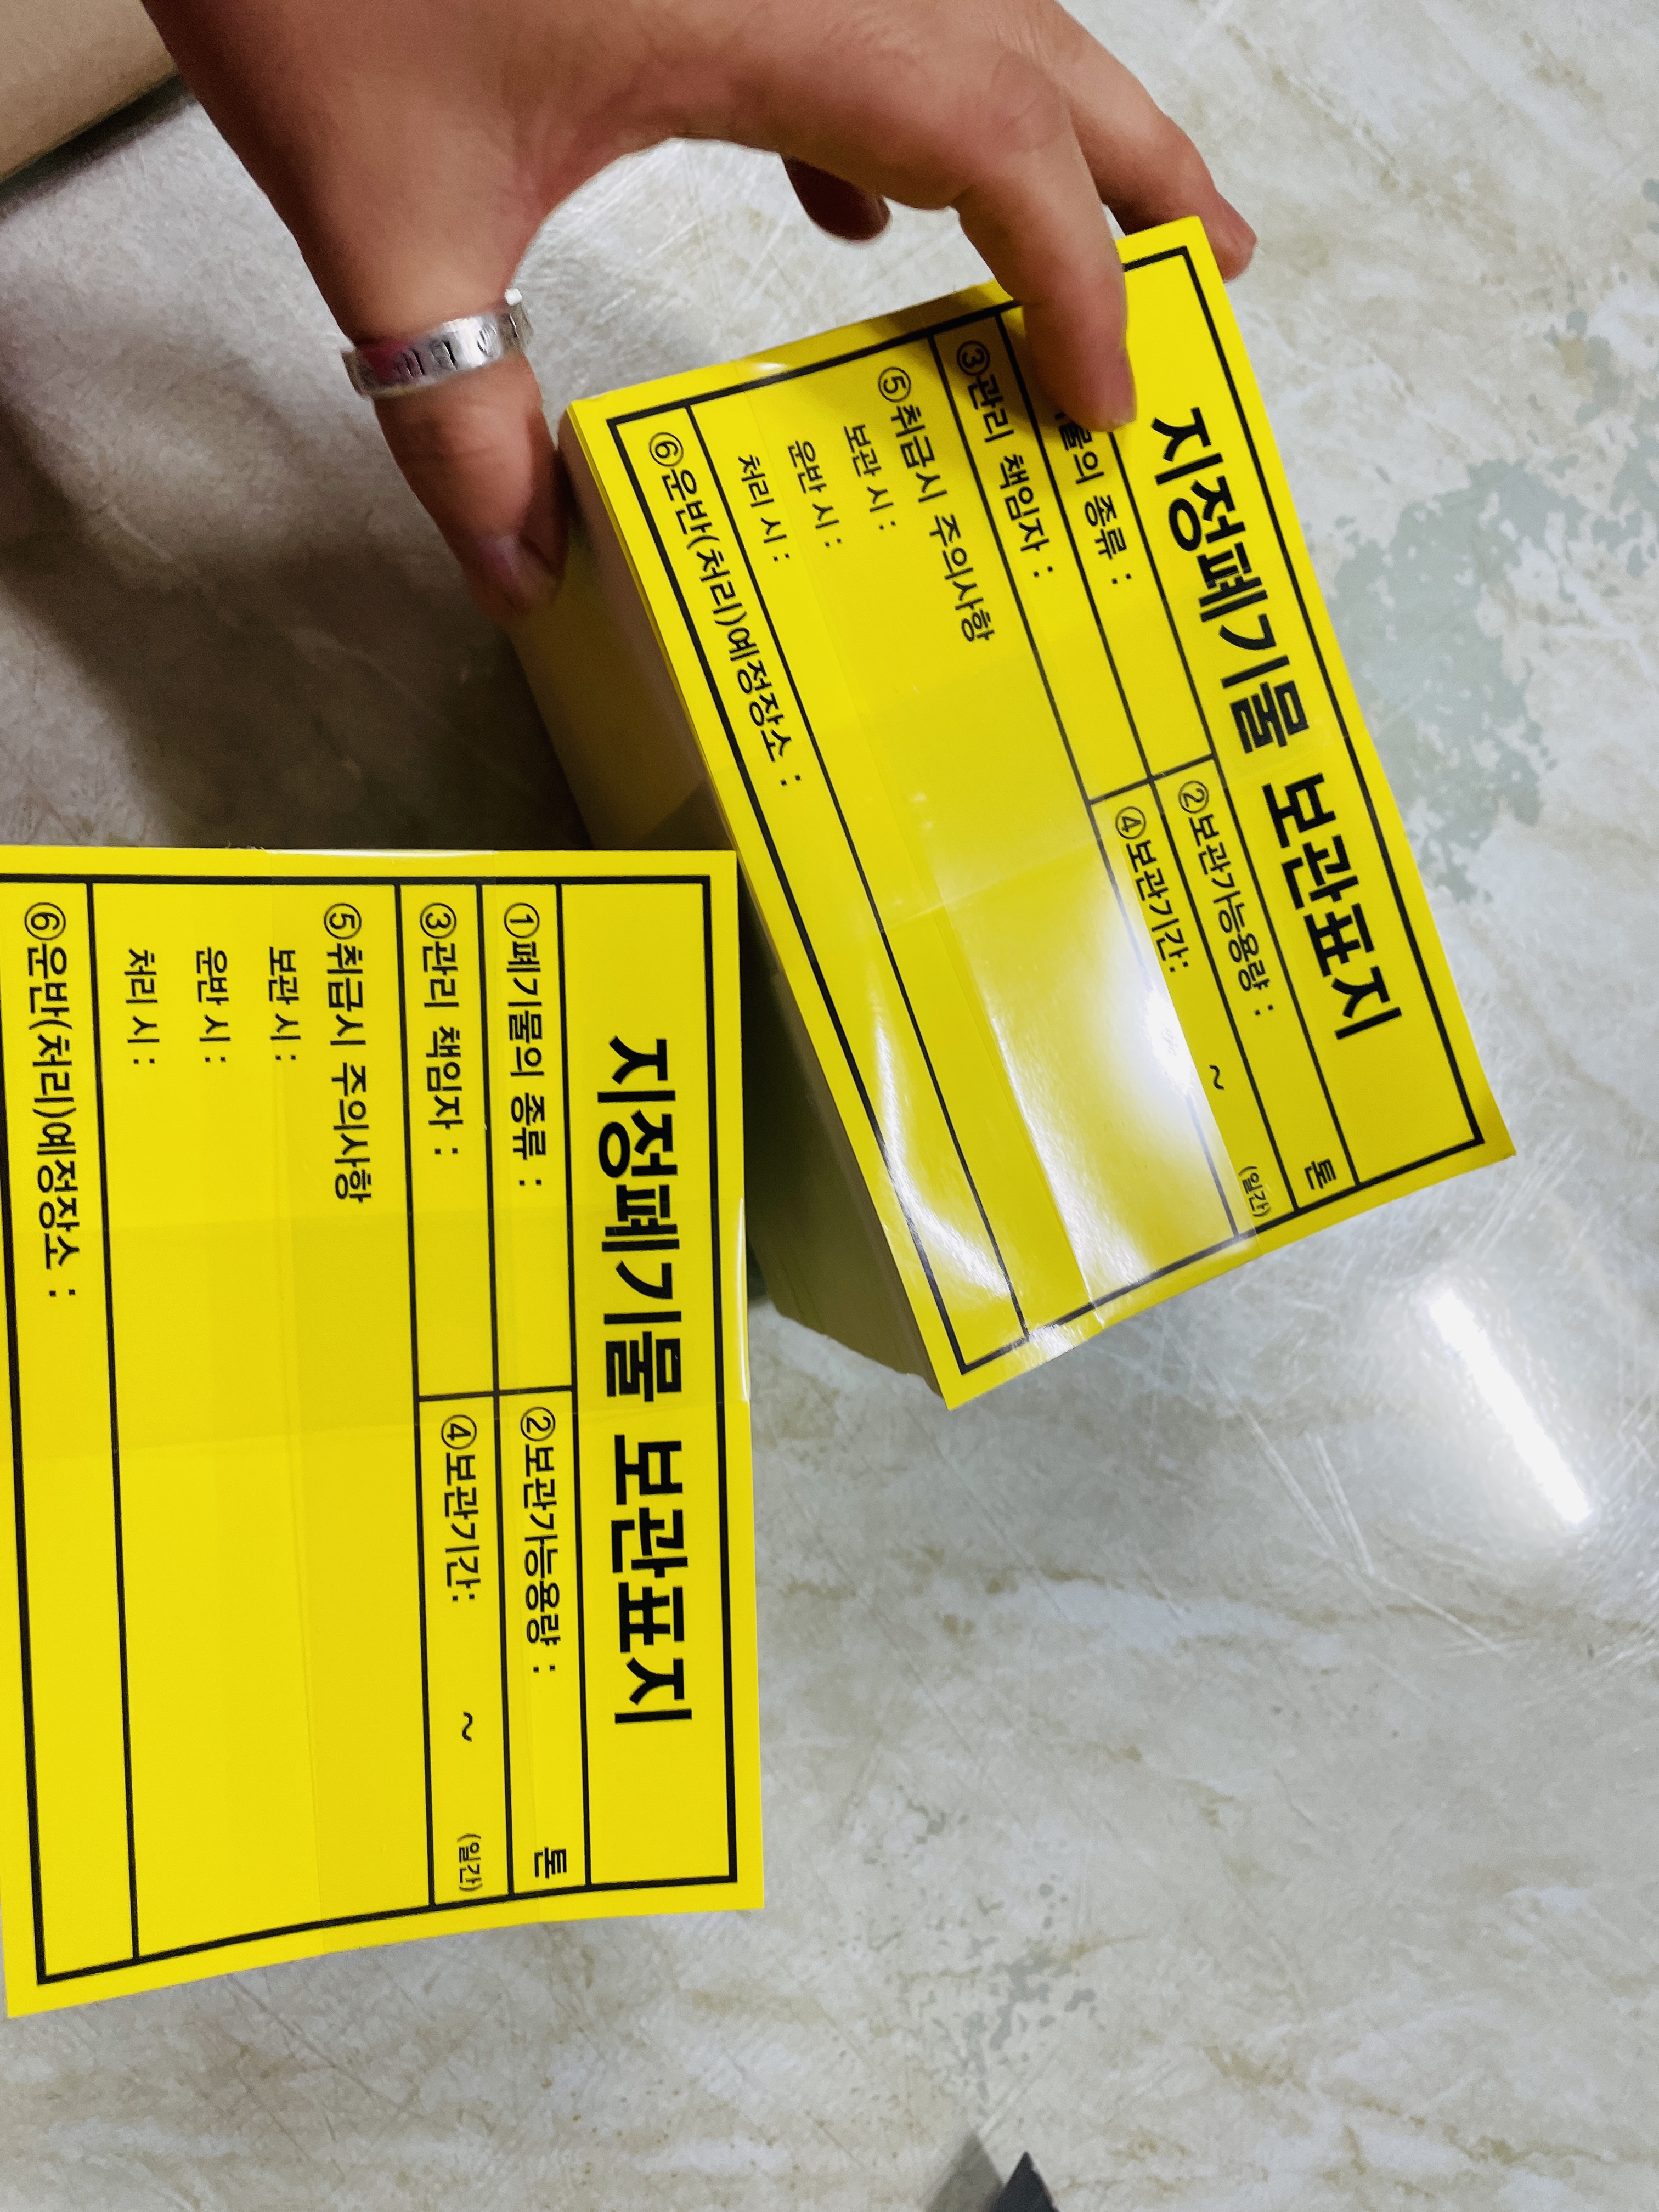 지정폐기물 보관표지
물의 종류 :
②보관가능용량 : 톤
③관리 책임자 :
④보관기간: ~ (일간)
⑤취급시 주의사항
보관 시 :
운반 시 :
처리 시 :
⑥운반(처리)예정장소 :
지정폐기물 보관표지
①폐기물의 종류 :
②보관가능용량 : 톤
③관리 책임자 :
④보관기간: ~ (일간)
⑤취급시 주의사항
보관 시 :
운반 시 :
처리 시 :
⑥운반(처리)예정장소 :